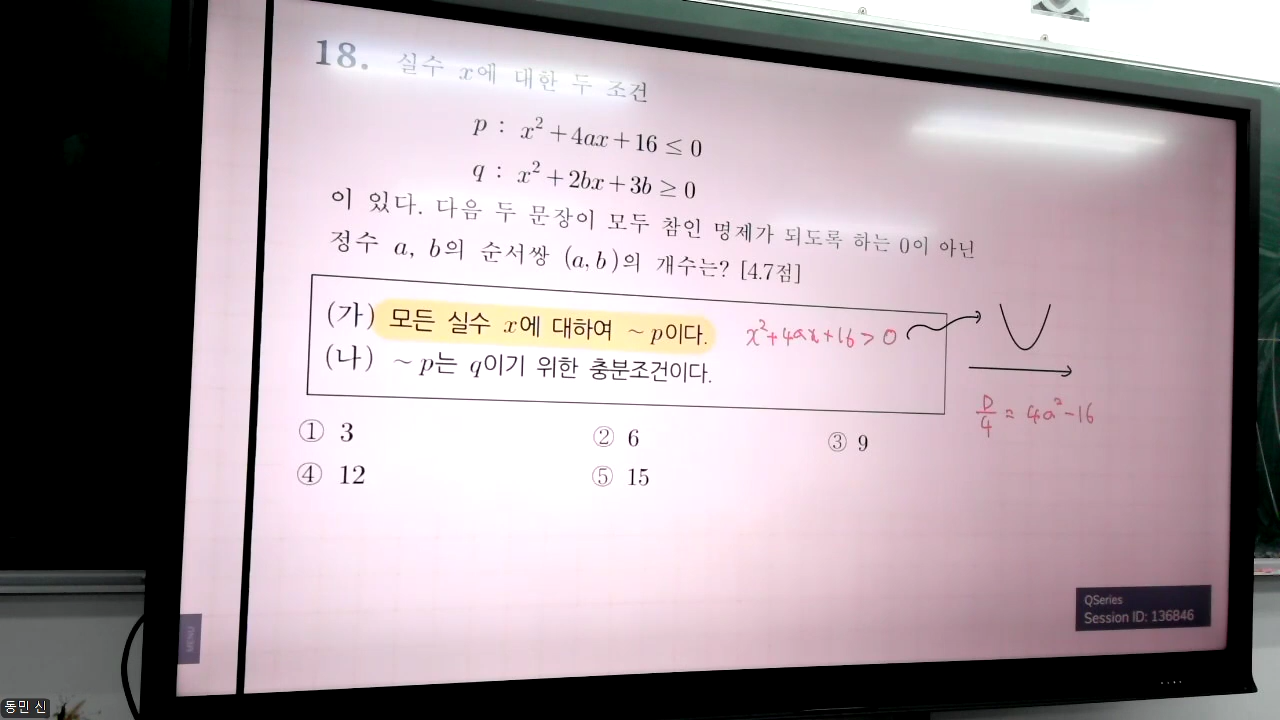 18. 실수 x에 대한 두 조건
p : x² + 4ax + 16 ≤ 0
q : x² + 2bx + 3b ≥ 0
이 있다. 다음 두 문장이 모두 참인 명제가 되도록 하는 0이 아닌
정수 a, b의 순서쌍 (a, b)의 개수는? [4.7점]
(가) 모든 실수 x에 대하여 ~p이다. x²+4ax+16>0
(나) ~p는 q이기 위한 충분조건이다.
D/4 = 4a²-16
① 3 ② 6 ③ 9
④ 12 ⑤ 15
QSeries
Session ID: 136846
MENU
동민 신